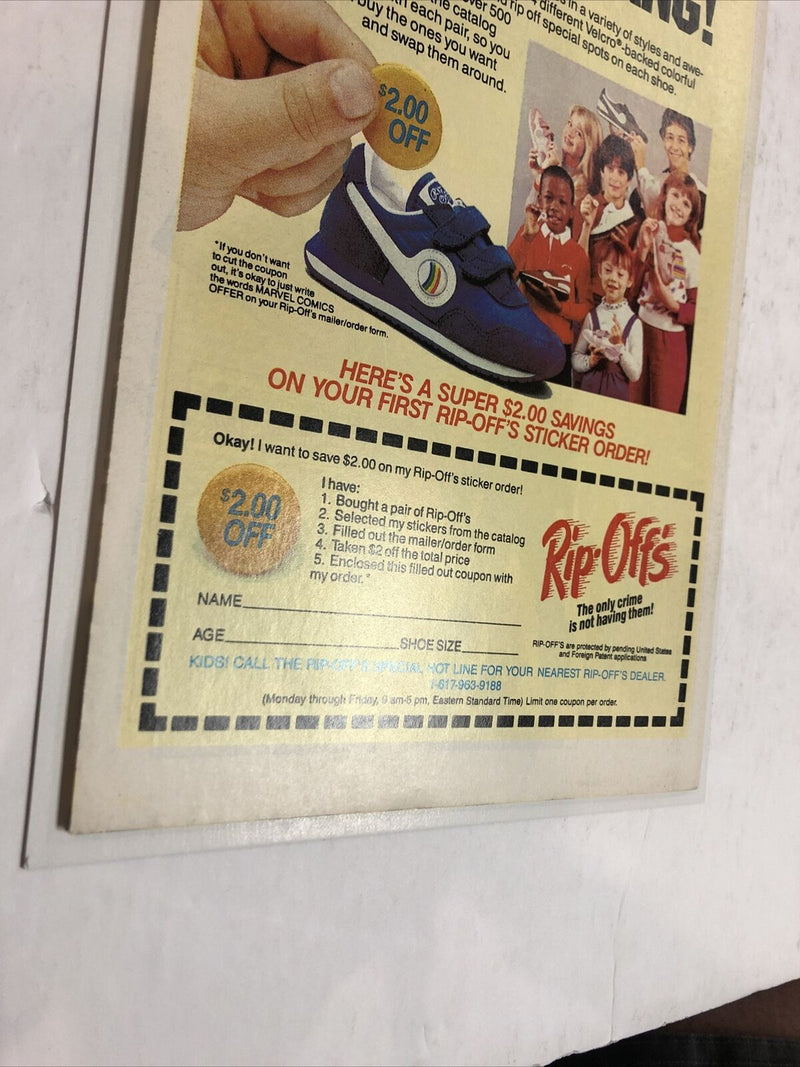 NG!
500
the catalog
each pair, so you
buy the ones you want
and swap them around.
in a variety of styles and awe-
different Velcro®-backed colorful
rip off special spots on each shoe.
$2.00
OFF
*If you don't want
to cut the coupon
out, it's okay to just write
the words MARVEL COMICS
OFFER on your Rip-Off's mailer/order form.
HERE'S A SUPER $2.00 SAVINGS
ON YOUR FIRST RIP-OFF'S STICKER ORDER!
Okay! I want to save $2.00 on my Rip-Off's sticker order!
$2.00
OFF
I have:
1. Bought a pair of Rip-Off's
2. Selected my stickers from the catalog
3. Filled out the mailer/order form
4. Taken $2 off the total price
5. Enclosed this filled out coupon with
my order.*
Rip-Off's
The only crime
is not having them!
NAME
AGE SHOE SIZE
RIP-OFF'S are protected by pending United States
and Foreign Patent applications
KIDS! CALL THE RIP-OFF'S SPECIAL HOT LINE FOR YOUR NEAREST RIP-OFF'S DEALER.
1-617-963-9188
(Monday through Friday, 9 am-5 pm, Eastern Standard Time) Limit one coupon per order.